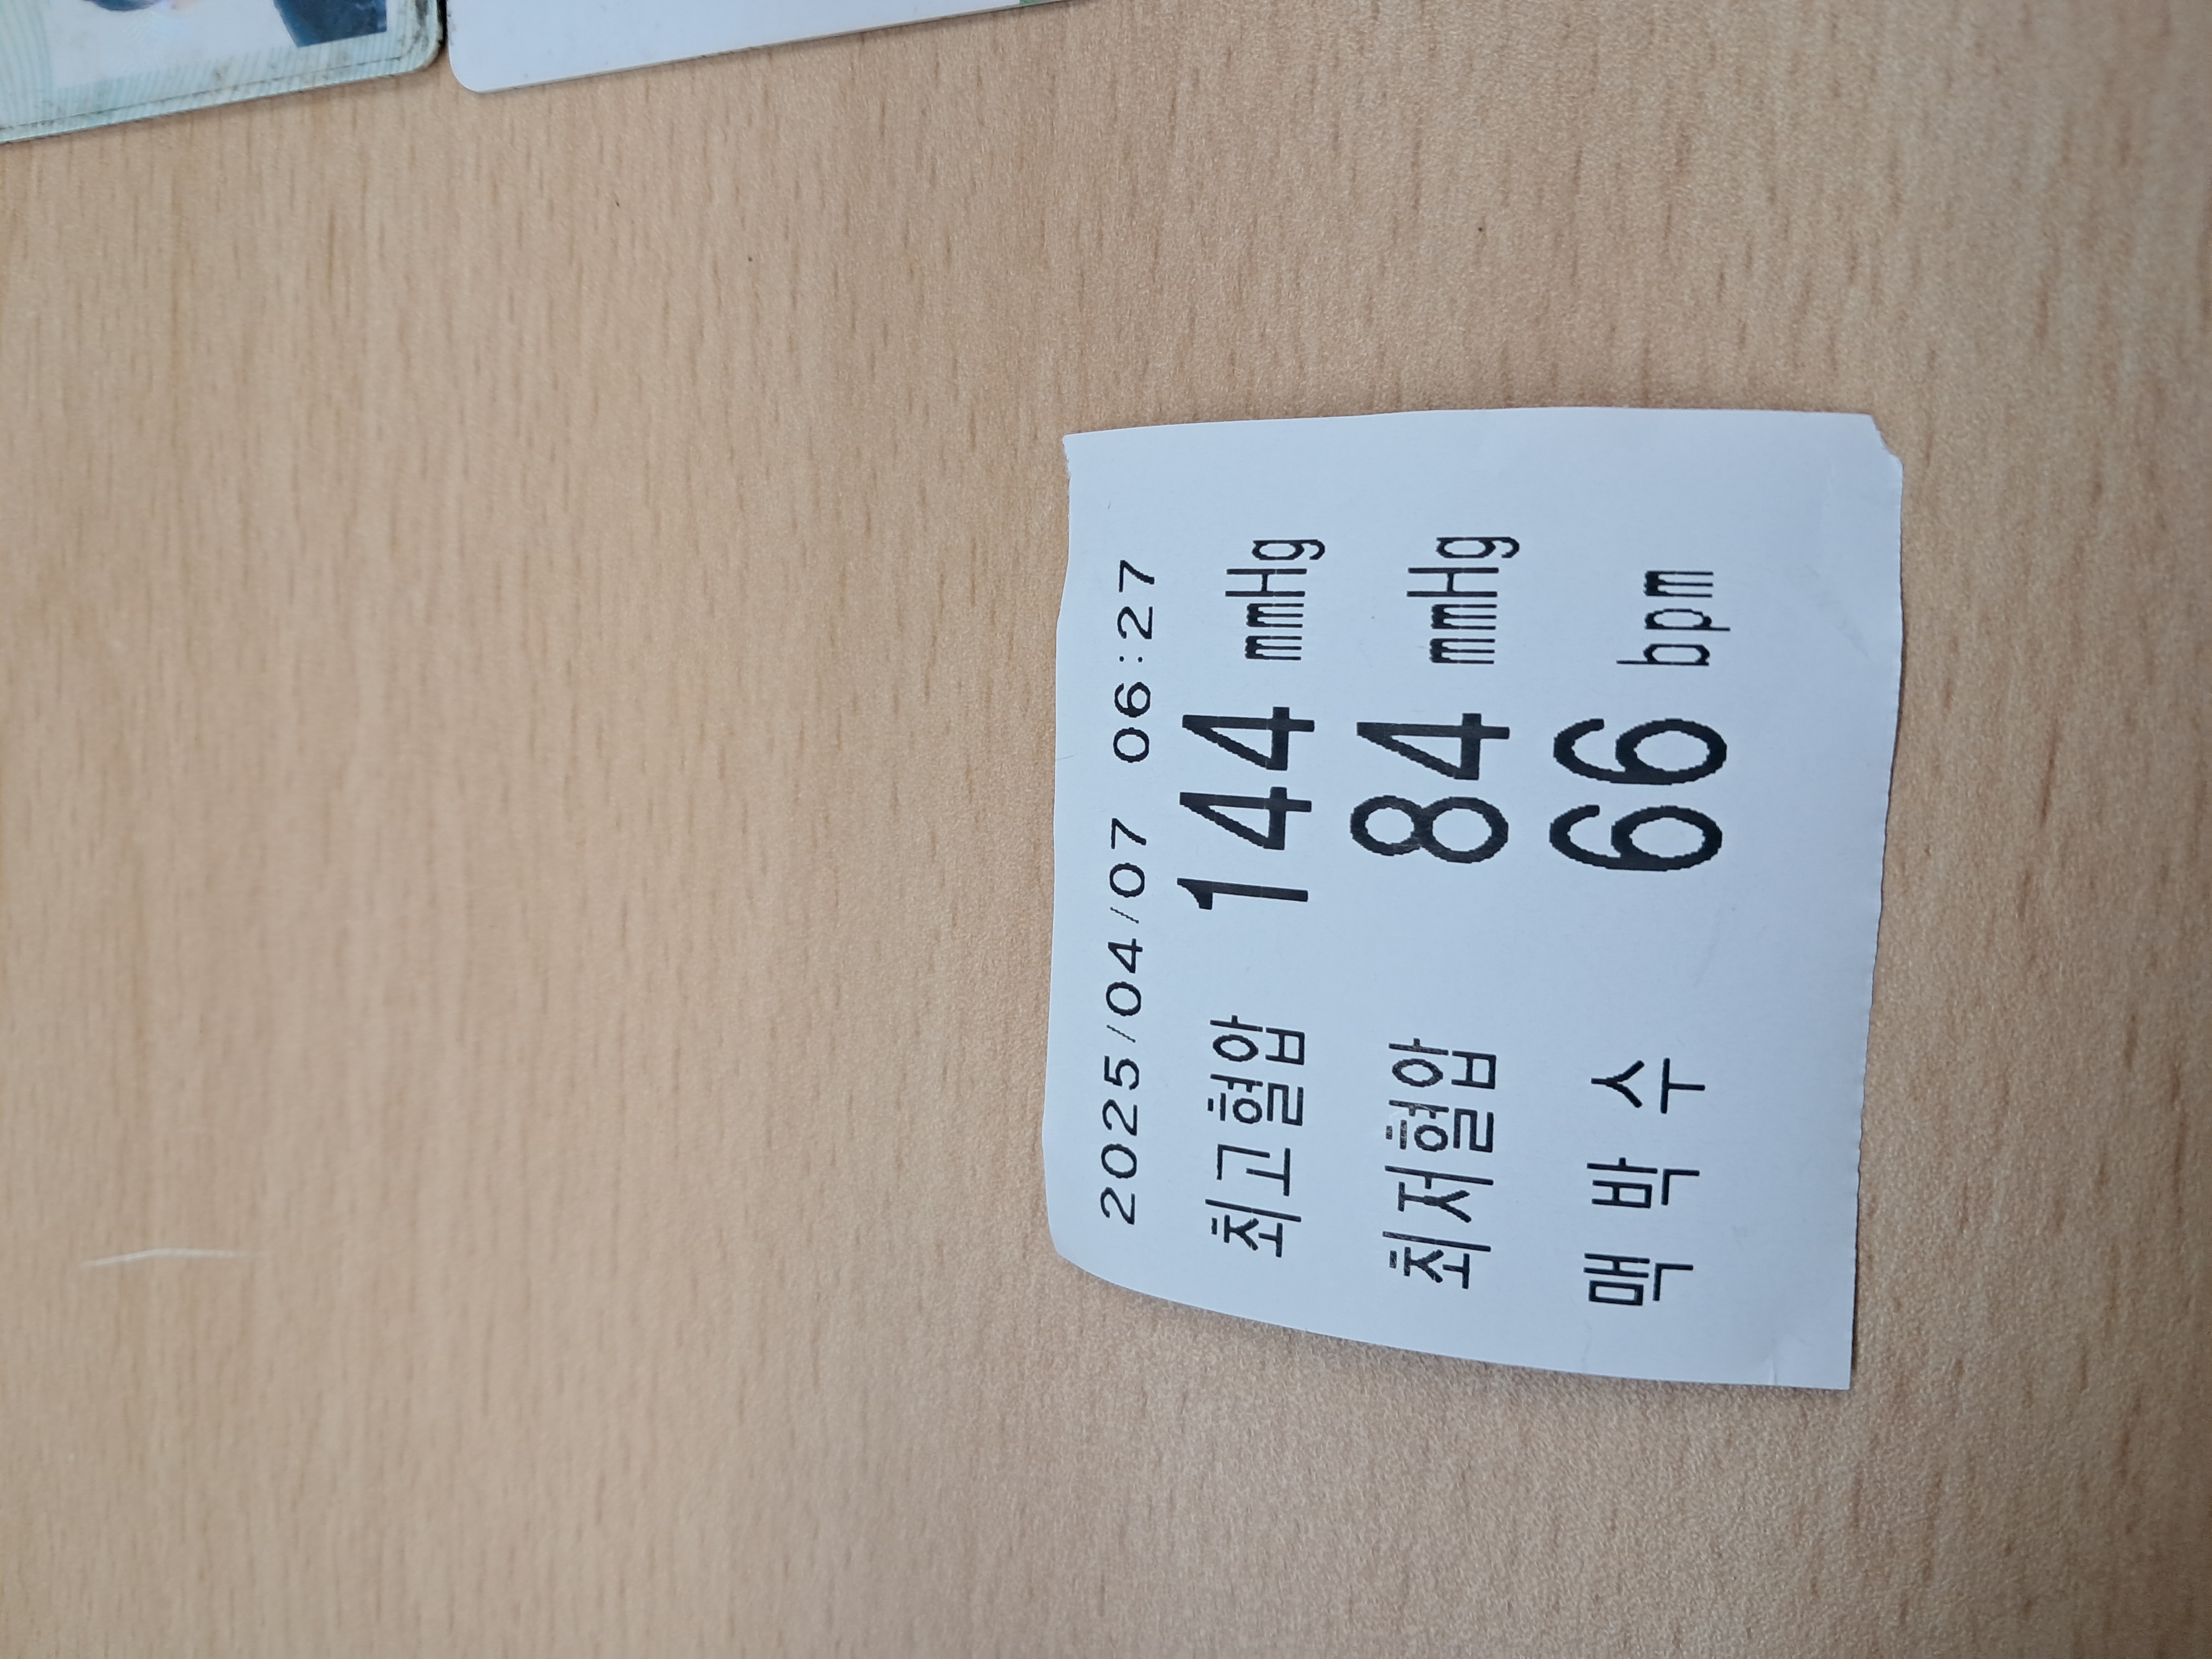 2025/04/07 06:27
최고혈압 144 mmHg
최저혈압 84 mmHg
맥 박 수 66 bpm